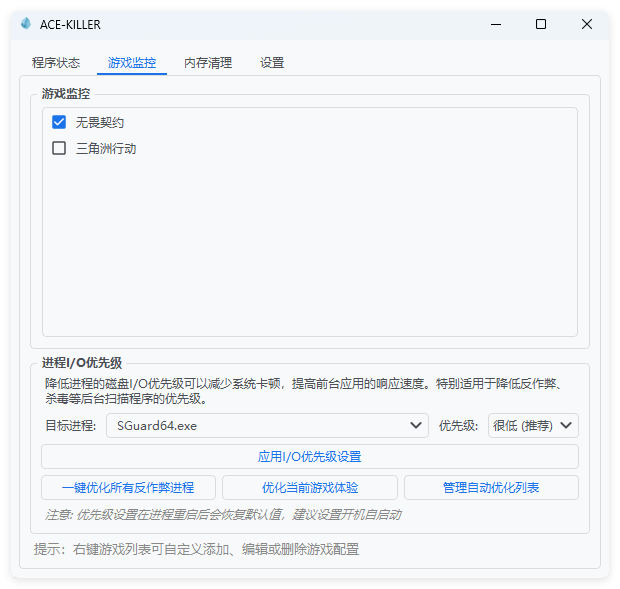 ACE-KILLER
程序状态 游戏监控 内存清理 设置
游戏监控
无畏契约
三角洲行动
进程I/O优先级
降低进程的磁盘I/O优先级可以减少系统卡顿，提高前台应用的响应速度。特别适用于降低反作弊、
杀毒等后台扫描程序的优先级。
目标进程: SGuard64.exe 优先级: 很低 (推荐)
应用I/O优先级设置
一键优化所有反作弊进程 优化当前游戏体验 管理自动优化列表
注意: 优先级设置在进程重启后会恢复默认值，建议设置开机自启动
提示：右键游戏列表可自定义添加、编辑或删除游戏配置